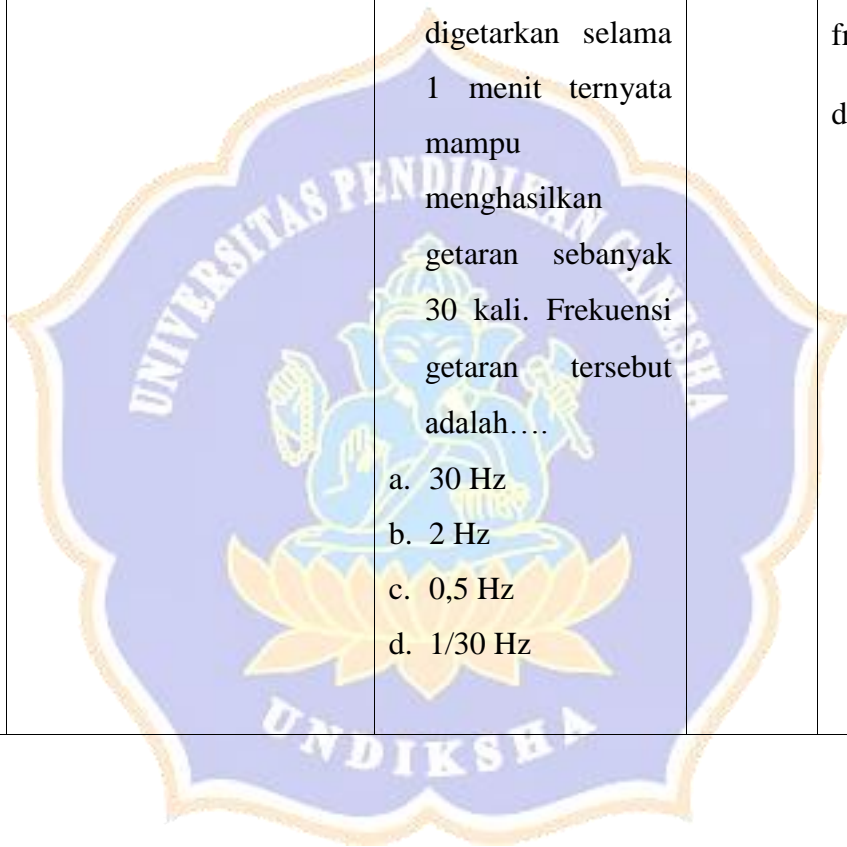 digetarkan selama
1 menit ternyata
mampu
menghasilkan
getaran sebanyak
30 kali. Frekuensi
getaran tersebut
adalah….
a. 30 Hz
b. 2 Hz
c. 0,5 Hz
d. 1/30 Hz
UNIVERSITAS PENDIDIKAN GANESHA
UNDIKSHA